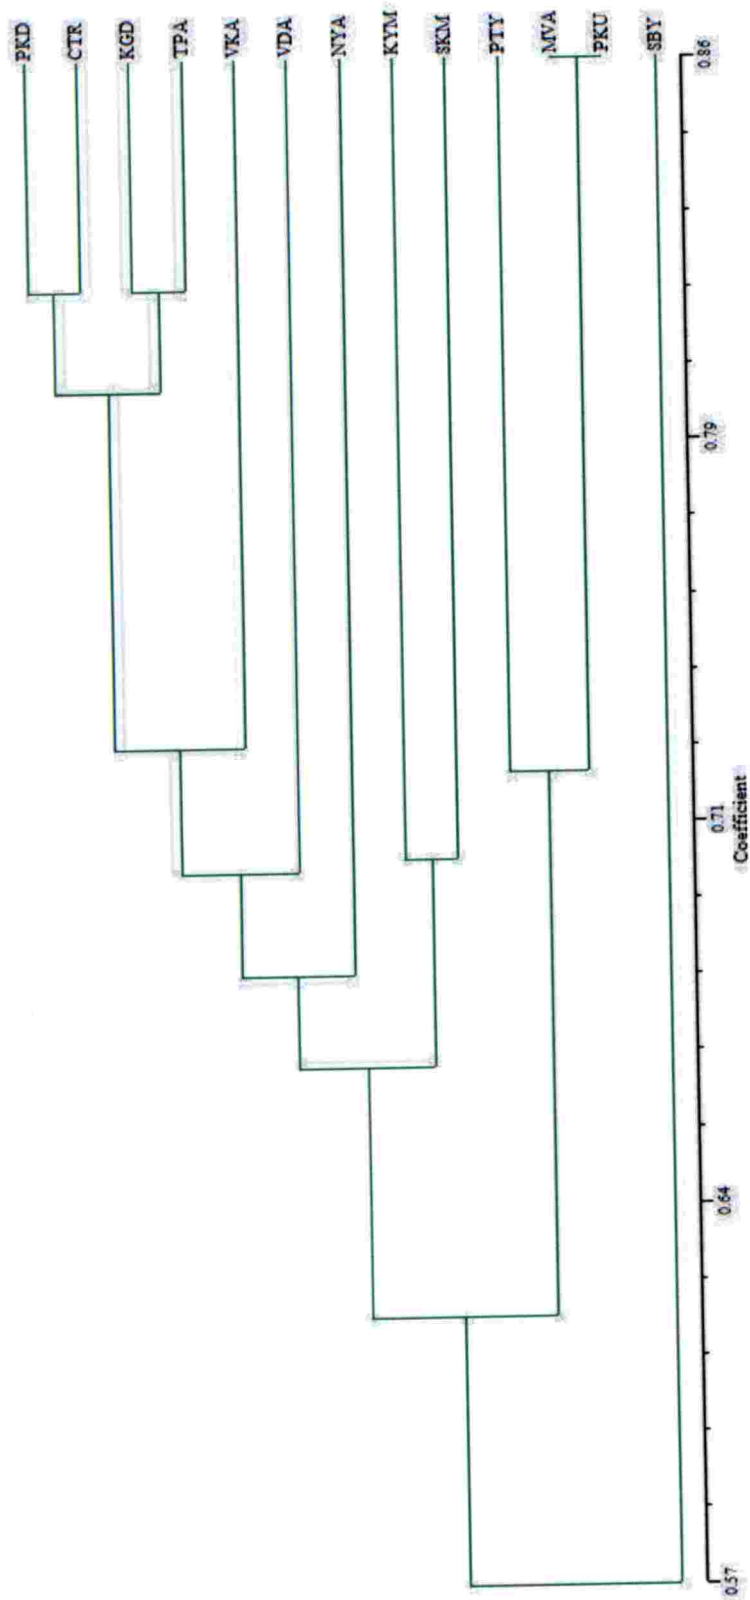 PKD
CTR
KGD
TPA
VKA
VDA
NYA
KYM
SKM
PTY
MVA
PKU
SBY
0.86
0.79
0.71
0.64
0.57
Coefficient